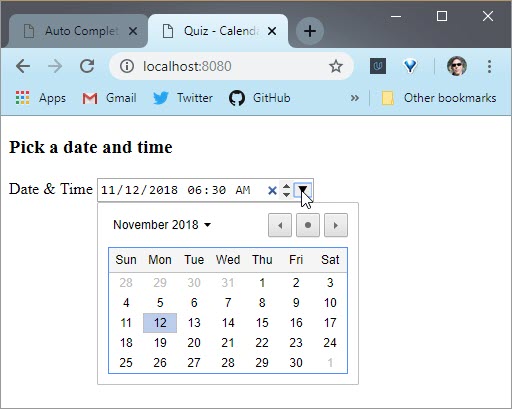 Auto Complet
Quiz - Calenda
localhost:8080
Apps Gmail Twitter GitHub » Other bookmarks
Pick a date and time
Date & Time 11/12/2018 06:30 AM
November 2018
Sun Mon Tue Wed Thu Fri Sat
28 29 30 31 1 2 3
4 5 6 7 8 9 10
11 12 13 14 15 16 17
18 19 20 21 22 23 24
25 26 27 28 29 30 1